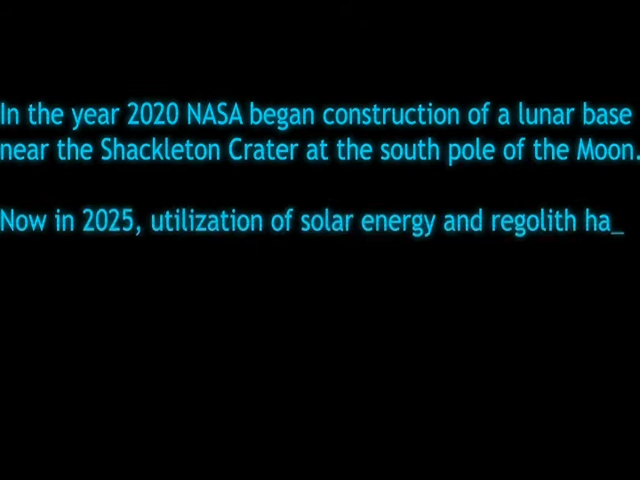 In the year 2020 NASA began construction of a lunar base
near the Shackleton Crater at the south pole of the Moon.
Now in 2025, utilization of solar energy and regolith ha_